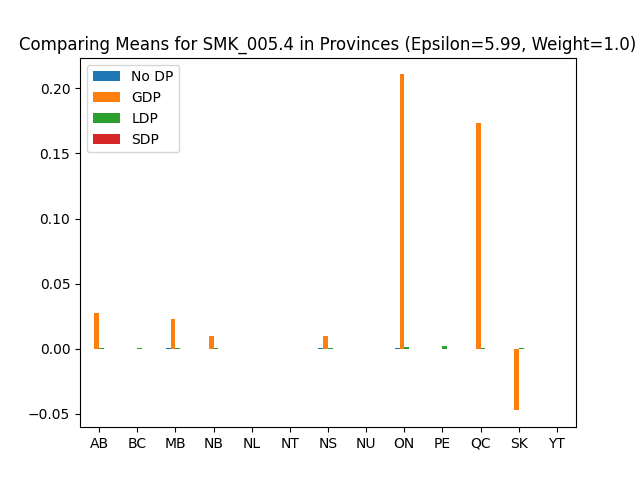 Comparing Means for SMK_005.4 in Provinces (Epsilon=5.99, Weight=1.0)
No DP
GDP
LDP
SDP
0.20
0.15
0.10
0.05
0.00
−0.05
AB BC MB NB NL NT NS NU ON PE QC SK YT